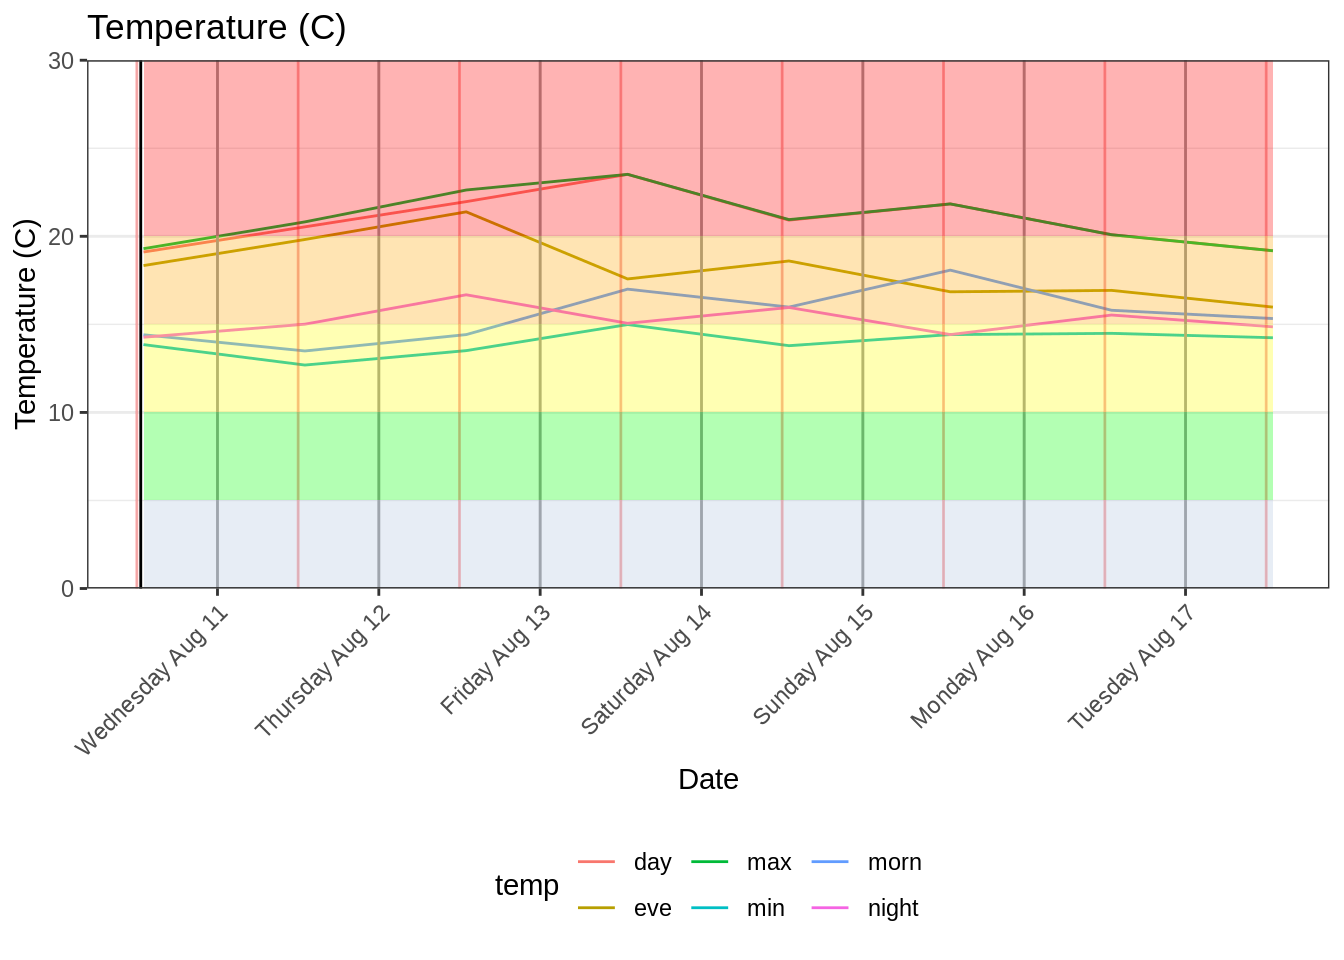 Temperature (C)
30
20
10
0
Temperature (C)
Wednesday Aug 11
Thursday Aug 12
Friday Aug 13
Saturday Aug 14
Sunday Aug 15
Monday Aug 16
Tuesday Aug 17
Date
temp
day max morn
eve min night